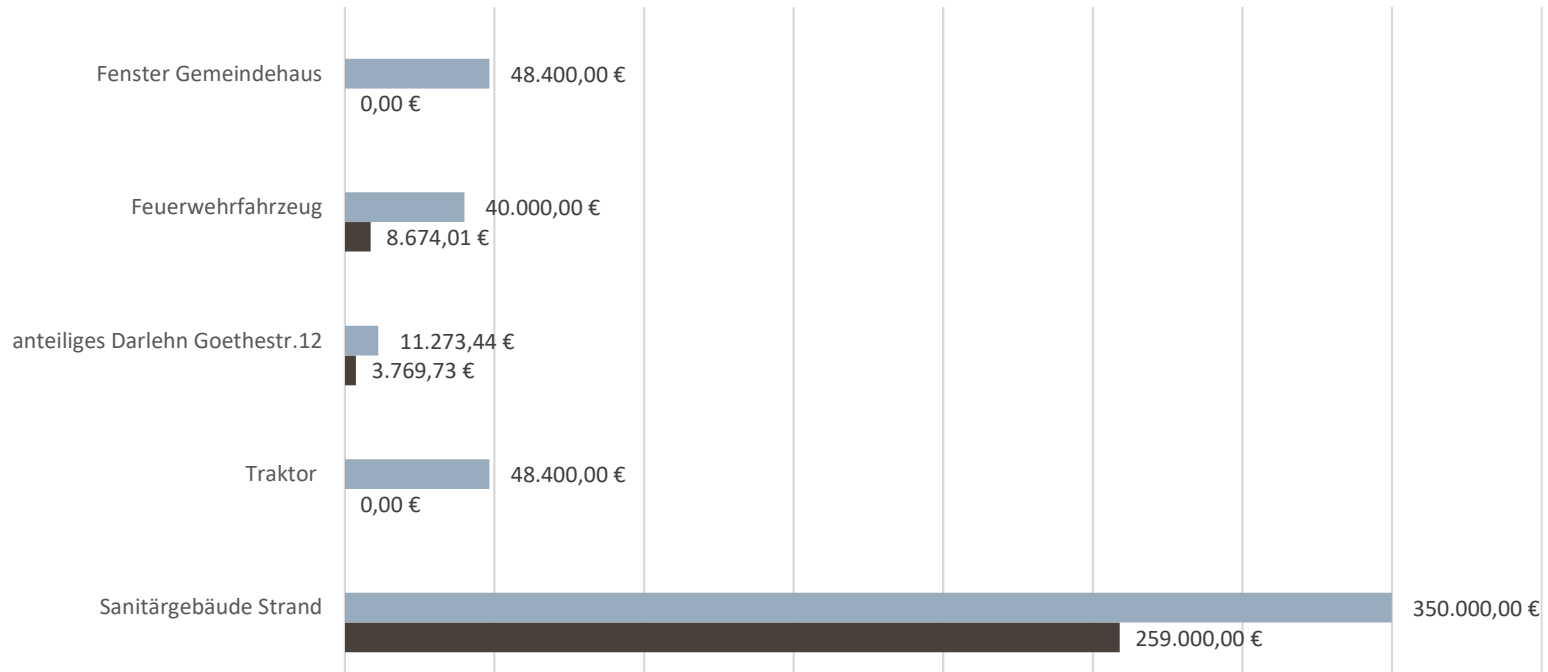 Fenster Gemeindehaus
48.400,00 €
0,00 €
Feuerwehrfahrzeug
40.000,00 €
8.674,01 €
anteiliges Darlehn Goethestr.12
11.273,44 €
3.769,73 €
Traktor
48.400,00 €
0,00 €
Sanitärgebäude Strand
350.000,00 €
259.000,00 €